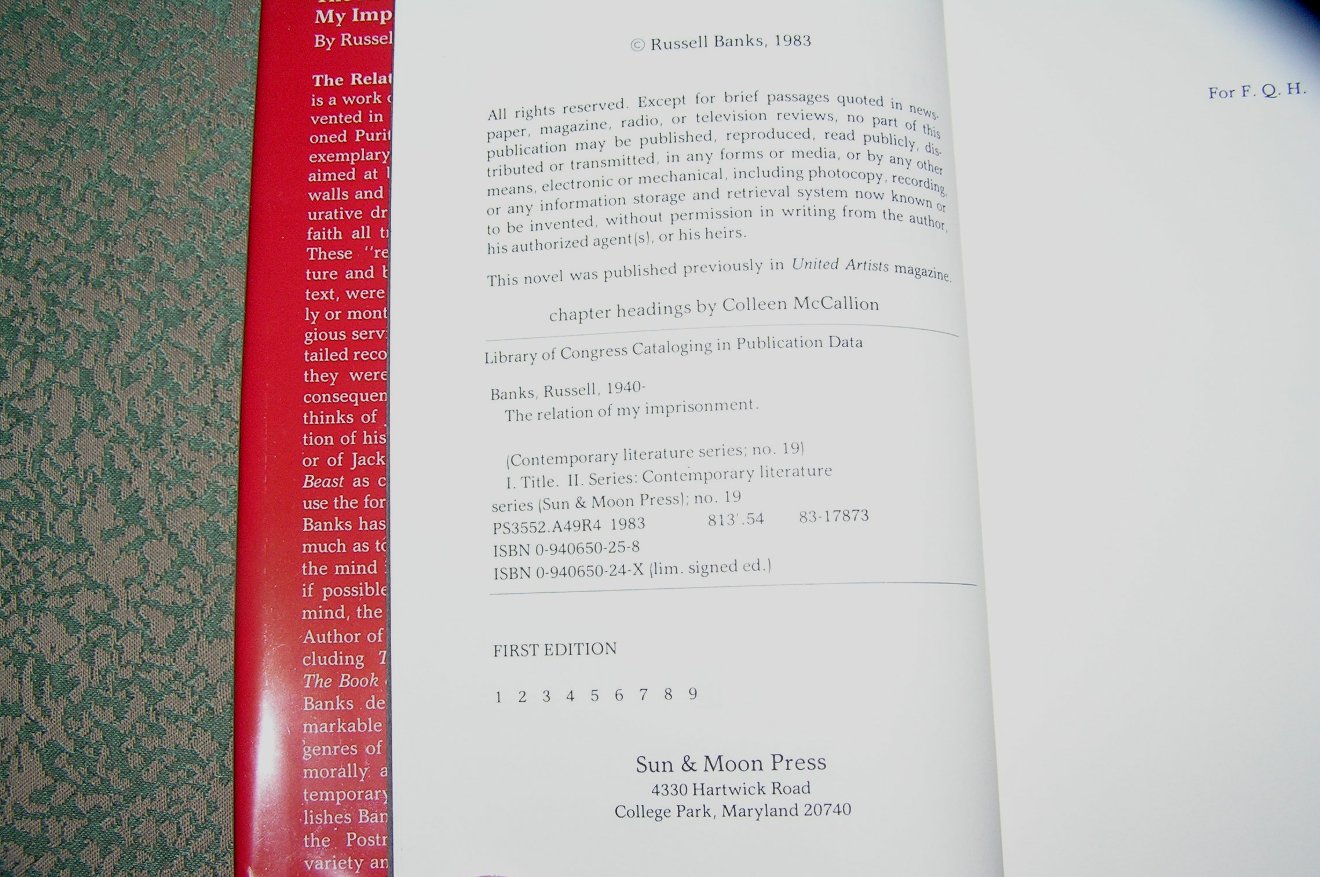 My Imp
By Russel
The Relat
is a work
vented in
oned Purit
exemplary
aimed at
walls and
urative dr
faith all
These "re
ture and
text, were
ly or mont
gious serv
tailed reco
they were
consequen
thinks of
tion of his
or of Jack
Beast as c
use the for
Banks has
much as to
the mind
if possible
mind, the
Author of
cluding T
The Book
Banks de
markable
genres of
morally a
temporary
lishes Ban
the Postr
variety an
© Russell Banks, 1983
All rights reserved. Except for brief passages quoted in news-
paper, magazine, radio, or television reviews, no part of this
publication may be published, reproduced, read publicly, dis-
tributed or transmitted, in any forms or media, or by any other
means, electronic or mechanical, including photocopy, recording,
or any information storage and retrieval system now known or
to be invented, without permission in writing from the author,
his authorized agent(s), or his heirs.
This novel was published previously in United Artists magazine.
chapter headings by Colleen McCallion
Library of Congress Cataloging in Publication Data
Banks, Russell, 1940-
The relation of my imprisonment.
(Contemporary literature series; no. 19)
I. Title. II. Series: Contemporary literature
series (Sun & Moon Press); no. 19
PS3552.A49R4 1983 813'.54 83-17873
ISBN 0-940650-25-8
ISBN 0-940650-24-X (lim. signed ed.)
FIRST EDITION
1 2 3 4 5 6 7 8 9
Sun & Moon Press
4330 Hartwick Road
College Park, Maryland 20740
For F. Q. H.